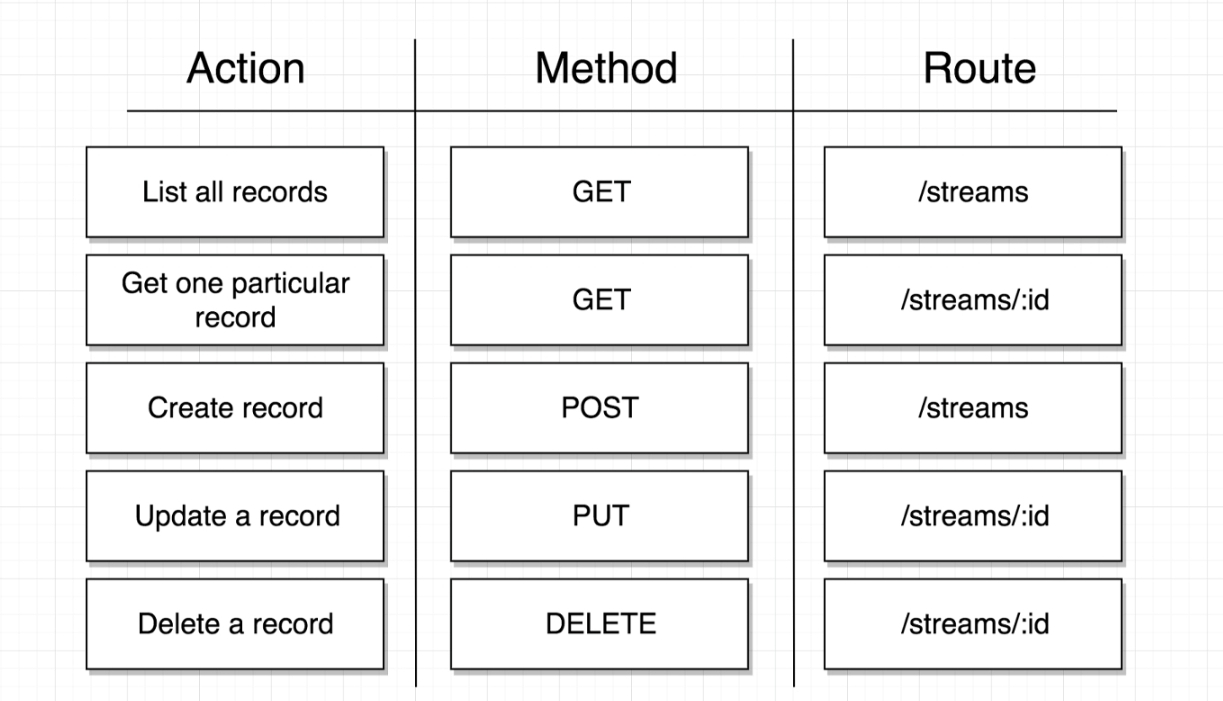 Action Method Route
List all records GET /streams
Get one particular
record GET /streams/:id
Create record POST /streams
Update a record PUT /streams/:id
Delete a record DELETE /streams/:id